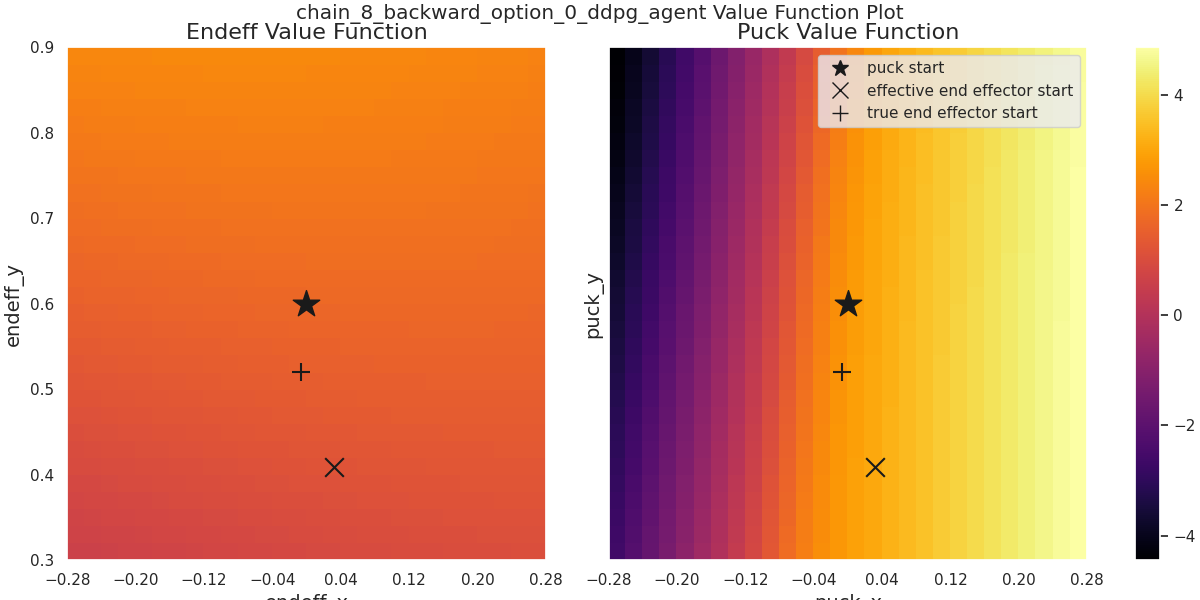 chain_8_backward_option_0_ddpg_agent Value Function Plot
Endeff Value Function
Puck Value Function
puck start
effective end effector start
true end effector start
endeff_y
0.9
0.8
0.7
0.6
0.5
0.4
0.3
−0.28 −0.20 −0.12 −0.04 0.04 0.12 0.20 0.28
endeff_x
puck_y
−0.28 −0.20 −0.12 −0.04 0.04 0.12 0.20 0.28
puck_x
4
2
0
−2
−4